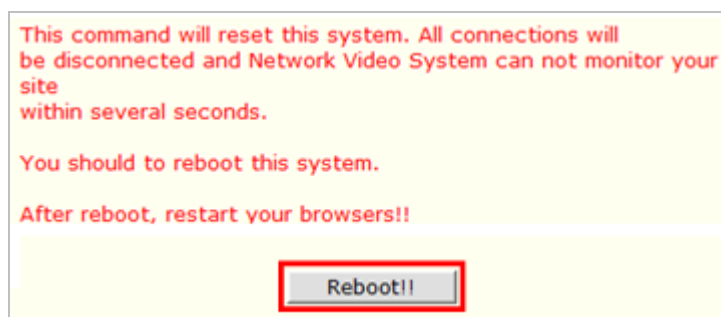 This command will reset this system. All connections will
be disconnected and Network Video System can not monitor your
site
within several seconds.
You should to reboot this system.
After reboot, restart your browsers!!
Reboot!!